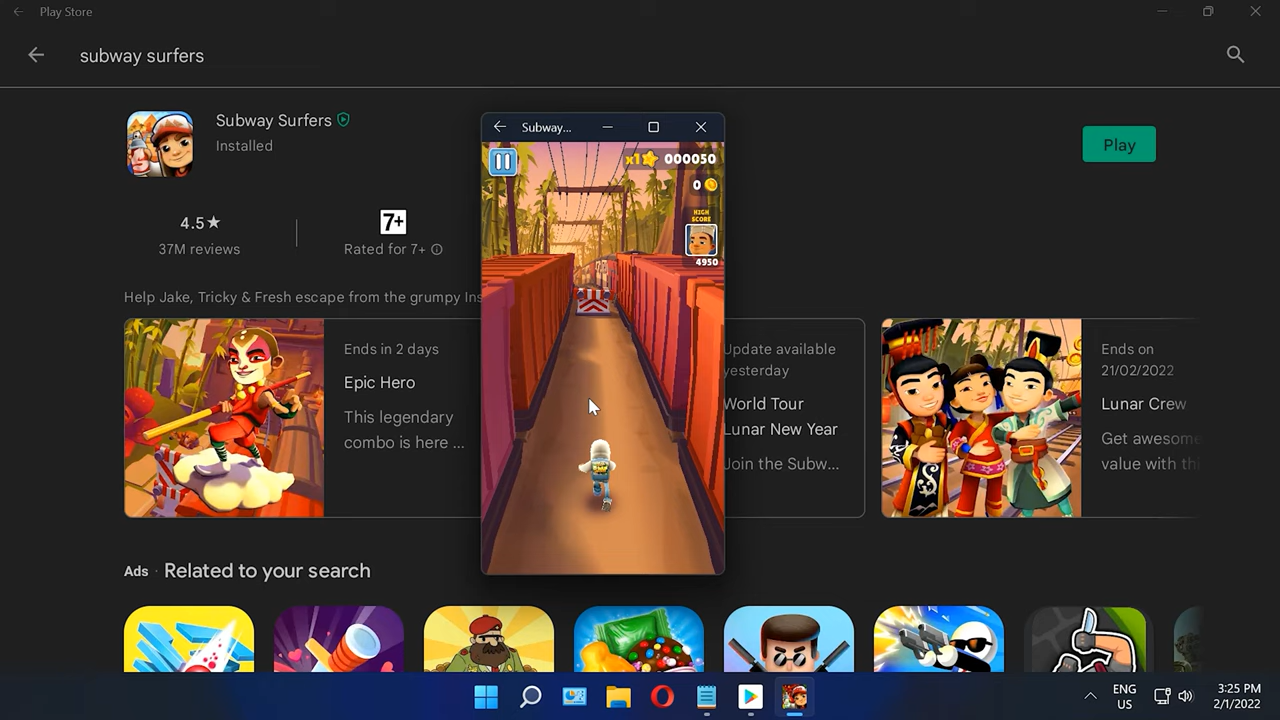 Play Store
subway surfers
Subway Surfers
Installed
Play
4.5★
37M reviews
7+
Rated for 7+
Help Jake, Tricky & Fresh escape from the grumpy
Ends in 2 days
Epic Hero
This legendary
combo is here ...
Subway...
x1 000050
0
HIGH
SCORE
4950
Update available
yesterday
World Tour
Lunar New Year
Join the Subw...
Ends on
21/02/2022
Lunar Crew
Get awesome
value with
Ads · Related to your search
ENG
US
3:25 PM
2/1/2022